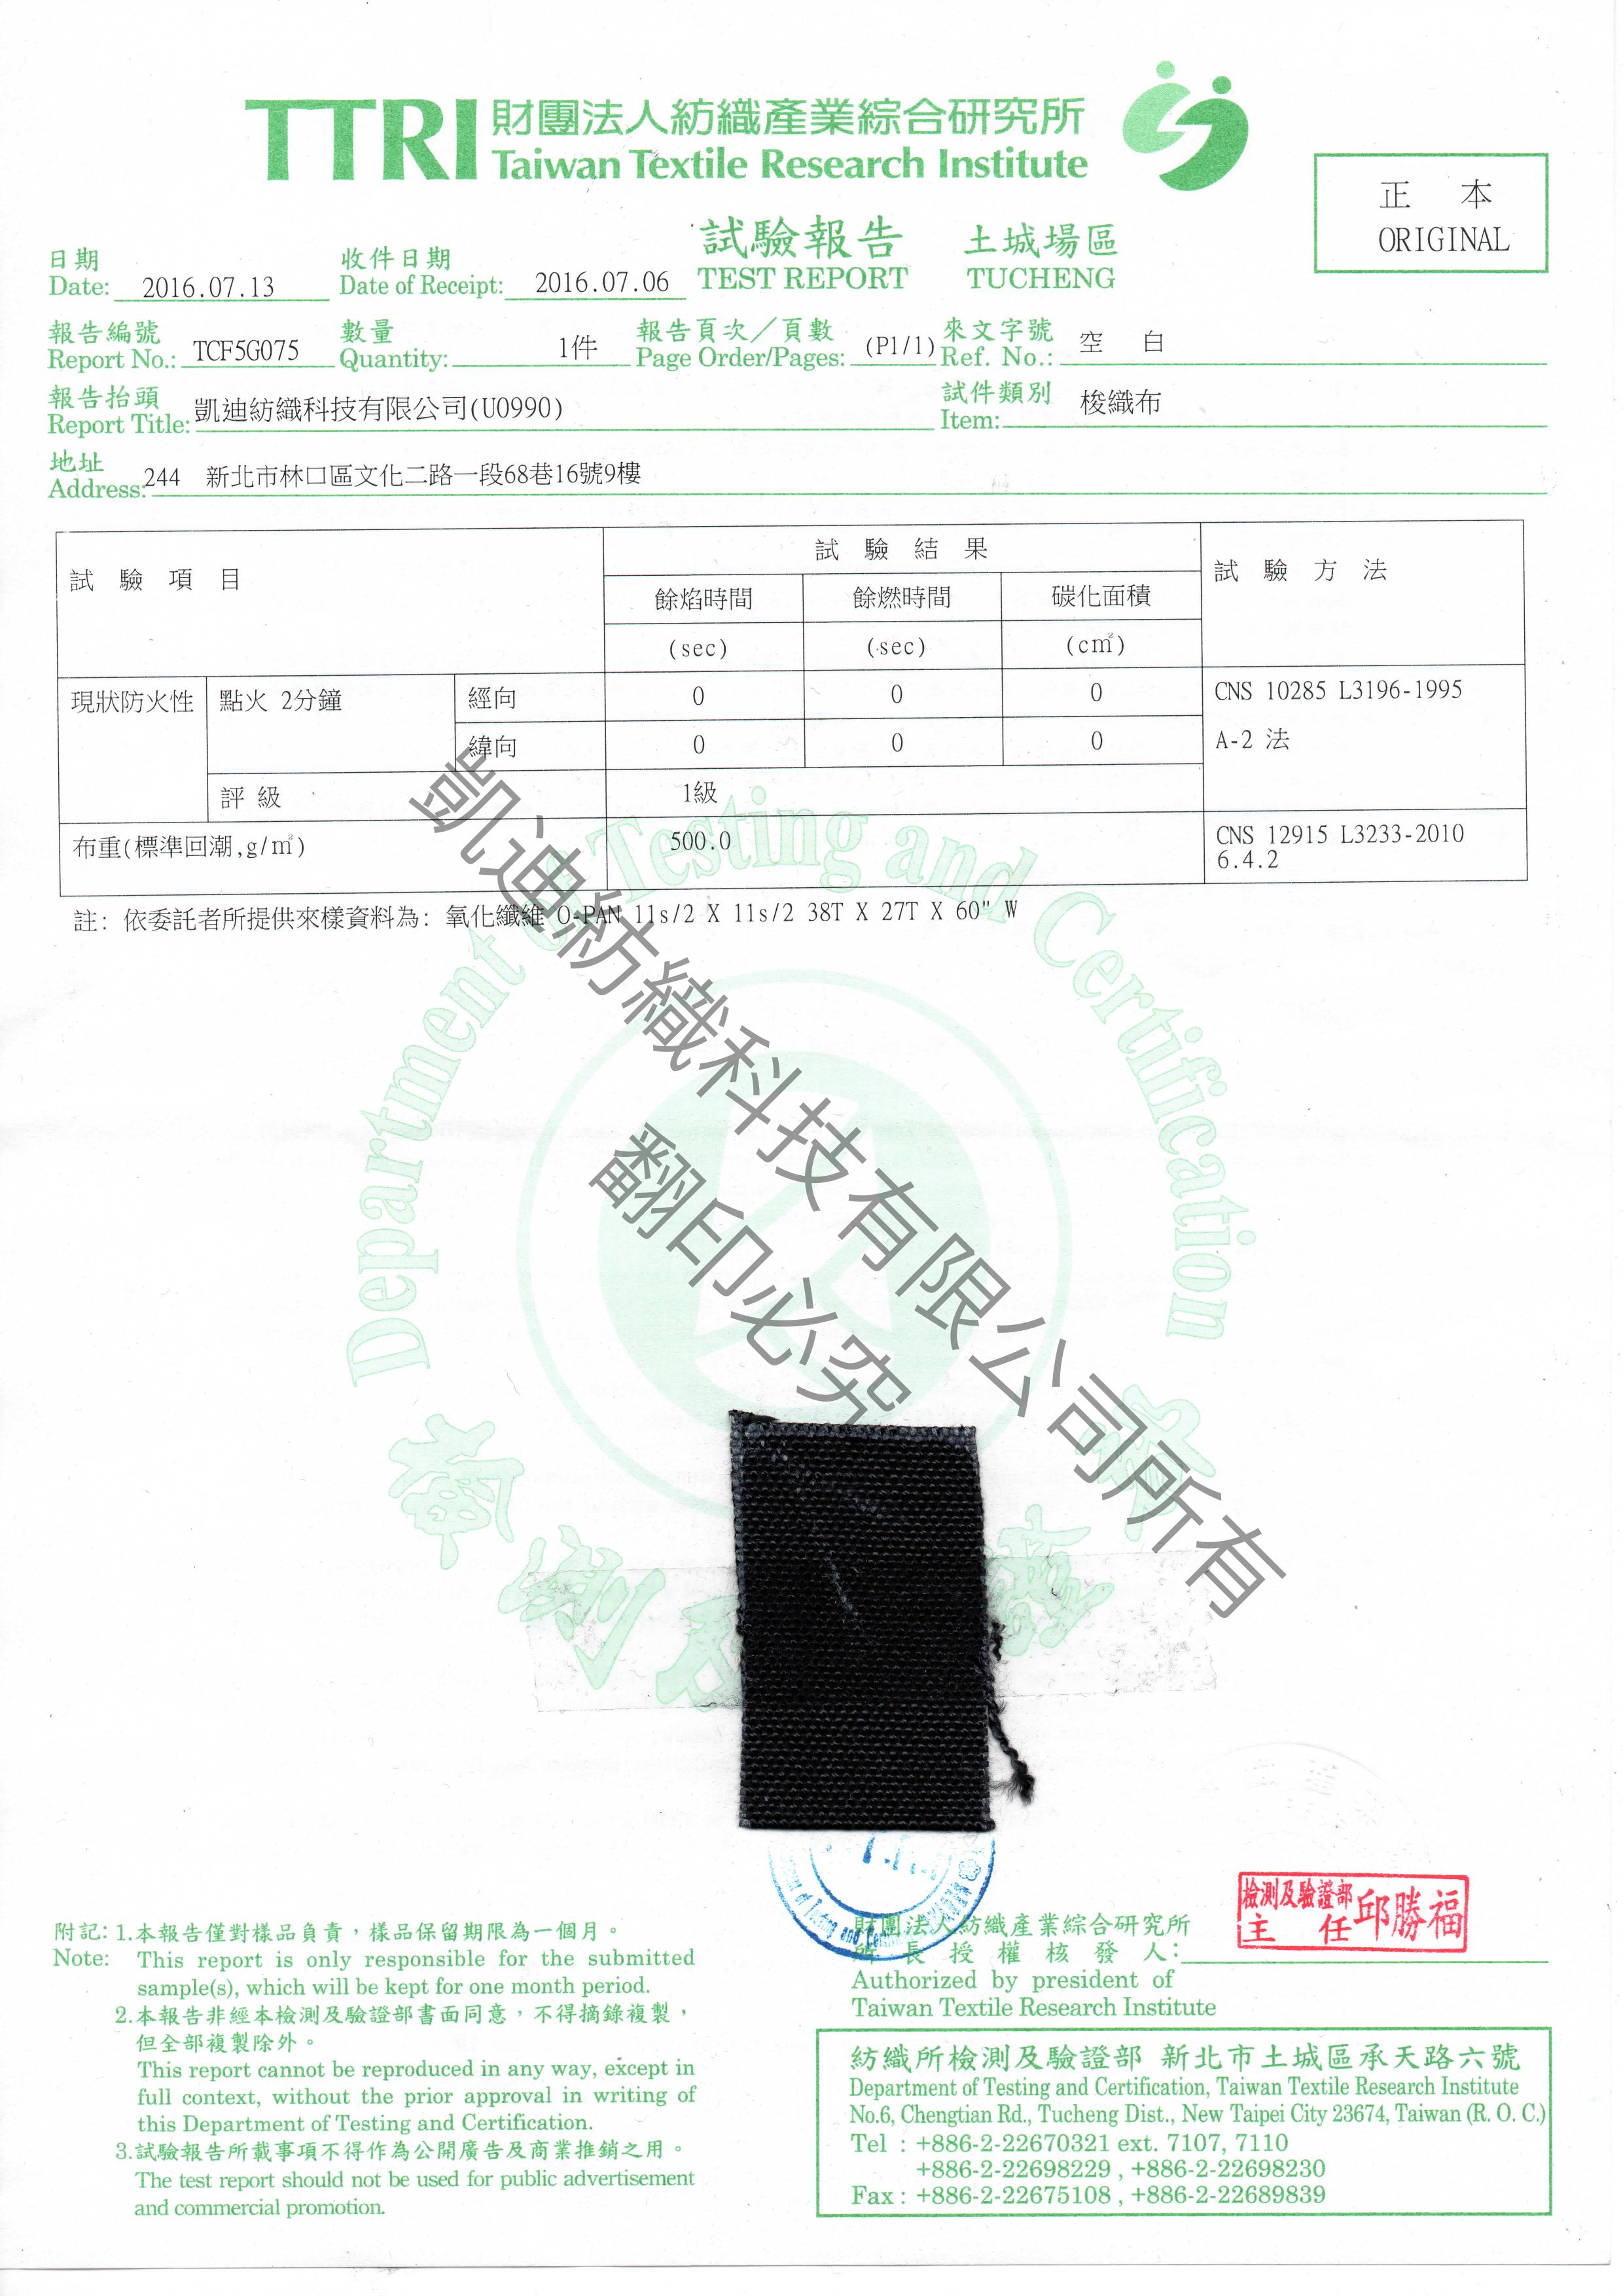 TTRI 財團法人紡織產業綜合研究所
Taiwan Textile Research Institute
正 本
ORIGINAL
試驗報告 土城場區
TEST REPORT TUCHENG
日期
Date: 2016.07.13
收件日期
Date of Receipt: 2016.07.06
報告編號
Report No.: TCF5G075
數量
Quantity: 1件
報告頁次／頁數
Page Order/Pages: (P1/1)
來文字號
Ref. No.: 空 白
報告抬頭
Report Title: 凱迪紡織科技有限公司(U0990)
試件類別
Item: 梭織布
地址
Address: 244 新北市林口區文化二路一段68巷16號9樓
試 驗 項 目
試 驗 結 果
試 驗 方 法
餘焰時間 餘燃時間 碳化面積
(sec) (sec) (cm²)
現狀防火性 點火 2分鐘 經向 0 0 0 CNS 10285 L3196-1995
緯向 0 0 0 A-2 法
評 級 1級
布重(標準回潮,g/㎡) 500.0 CNS 12915 L3233-2010
6.4.2
註: 依委託者所提供來樣資料為: 氧化纖維 O-PAN 11s/2 X 11s/2 38T X 27T X 60" W
Department of Testing and Certification
凱迪紡織科技有限公司所有
翻印必究
檢測及驗證部
主 任 邱勝福
財團法人紡織產業綜合研究所
所 長 授 權 核 發 人:
Authorized by president of
Taiwan Textile Research Institute
附記: 1.本報告僅對樣品負責，樣品保留期限為一個月。
Note: This report is only responsible for the submitted
sample(s), which will be kept for one month period.
2.本報告非經本檢測及驗證部書面同意，不得摘錄複製，
但全部複製除外。
This report cannot be reproduced in any way, except in
full context, without the prior approval in writing of
this Department of Testing and Certification.
3.試驗報告所載事項不得作為公開廣告及商業推銷之用。
The test report should not be used for public advertisement
and commercial promotion.
紡織所檢測及驗證部 新北市土城區承天路六號
Department of Testing and Certification, Taiwan Textile Research Institute
No.6, Chengtian Rd., Tucheng Dist., New Taipei City 23674, Taiwan (R. O. C.)
Tel : +886-2-22670321 ext. 7107, 7110
+886-2-22698229 , +886-2-22698230
Fax : +886-2-22675108 , +886-2-22689839